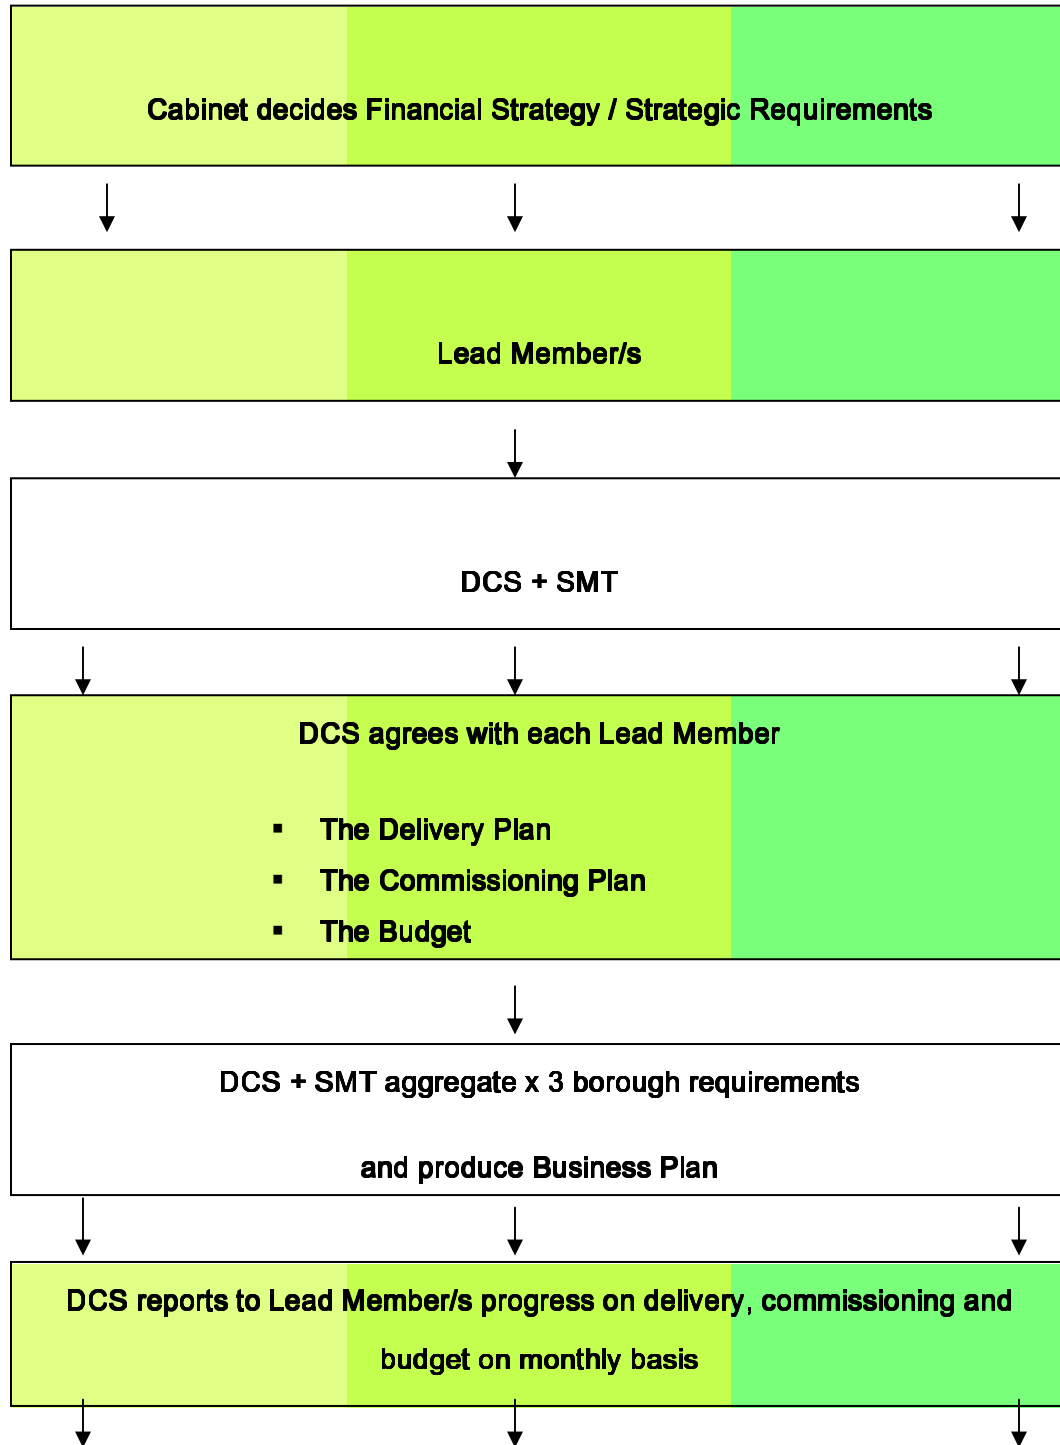 Cabinet decides Financial Strategy / Strategic Requirements
Lead Member/s
DCS + SMT
DCS agrees with each Lead Member
▪ The Delivery Plan
▪ The Commissioning Plan
▪ The Budget
DCS + SMT aggregate x 3 borough requirements
and produce Business Plan
DCS reports to Lead Member/s progress on delivery, commissioning and
budget on monthly basis